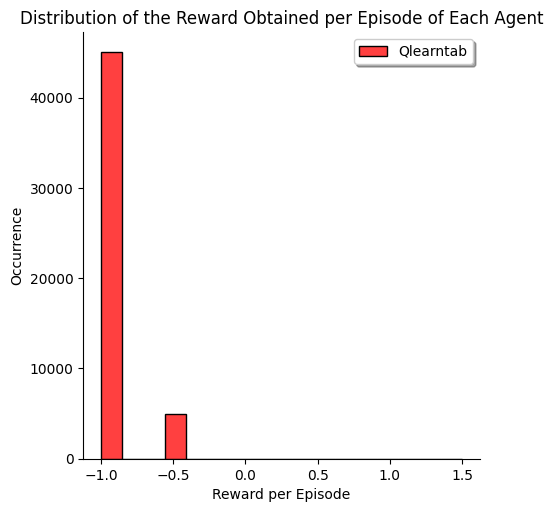 Distribution of the Reward Obtained per Episode of Each Agent
Qlearntab
40000
30000
20000
10000
0
Occurrence
−1.0 −0.5 0.0 0.5 1.0 1.5
Reward per Episode